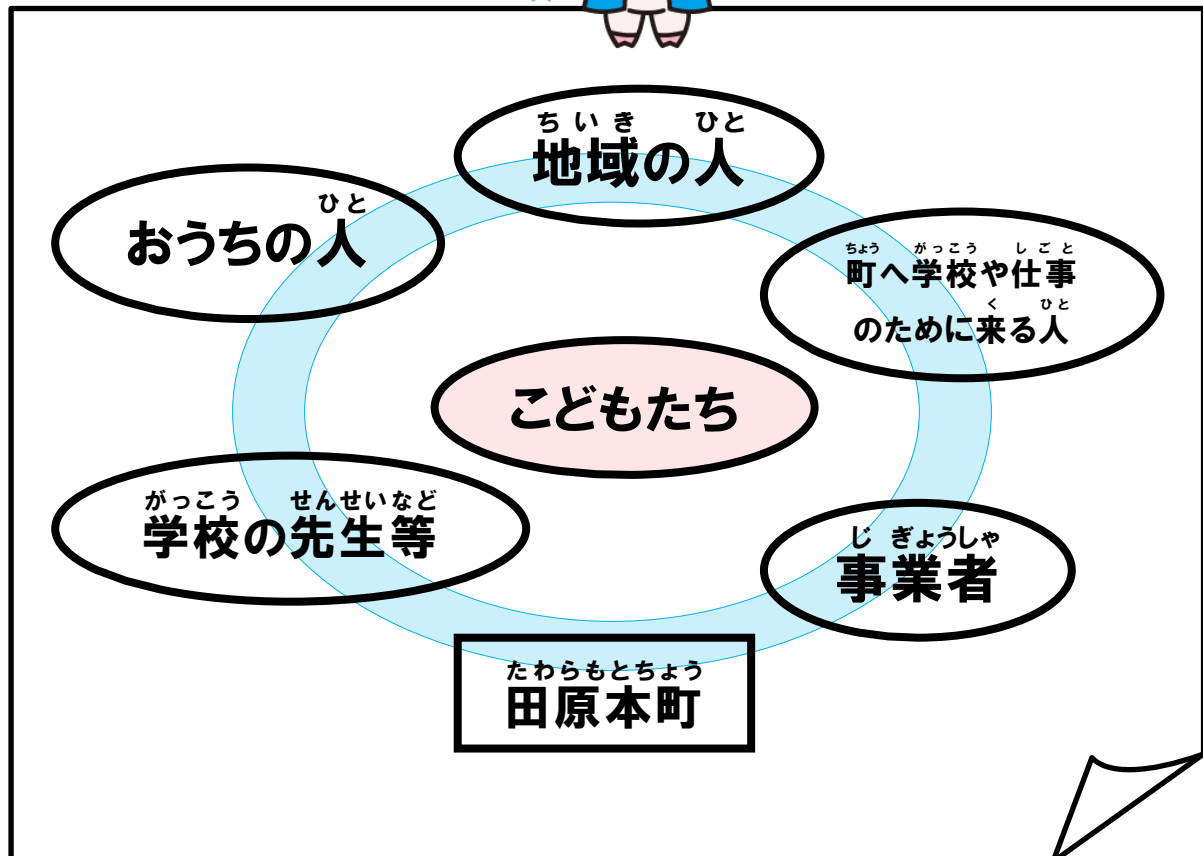 ちいき ひと
地域の人
ひと
おうちの人
ちょう がっこう しごと
町へ学校や仕事
く ひと
のために来る人
こどもたち
がっこう せんせいなど
学校の先生等
じぎょうしゃ
事業者
たわらもとちょう
田原本町